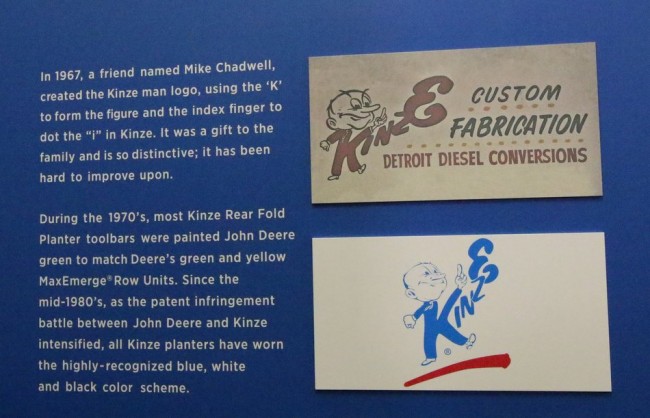 In 1967, a friend named Mike Chadwell,
created the Kinze man logo, using the ‘K’
to form the figure and the index finger to
dot the “i” in Kinze. It was a gift to the
family and is so distinctive; it has been
hard to improve upon.
During the 1970’s, most Kinze Rear Fold
Planter toolbars were painted John Deere
green to match Deere’s green and yellow
MaxEmerge® Row Units. Since the
mid-1980’s, as the patent infringement
battle between John Deere and Kinze
intensified, all Kinze planters have worn
the highly-recognized blue, white
and black color scheme.
KINZE
CUSTOM
FABRICATION
DETROIT DIESEL CONVERSIONS
KINZE
®